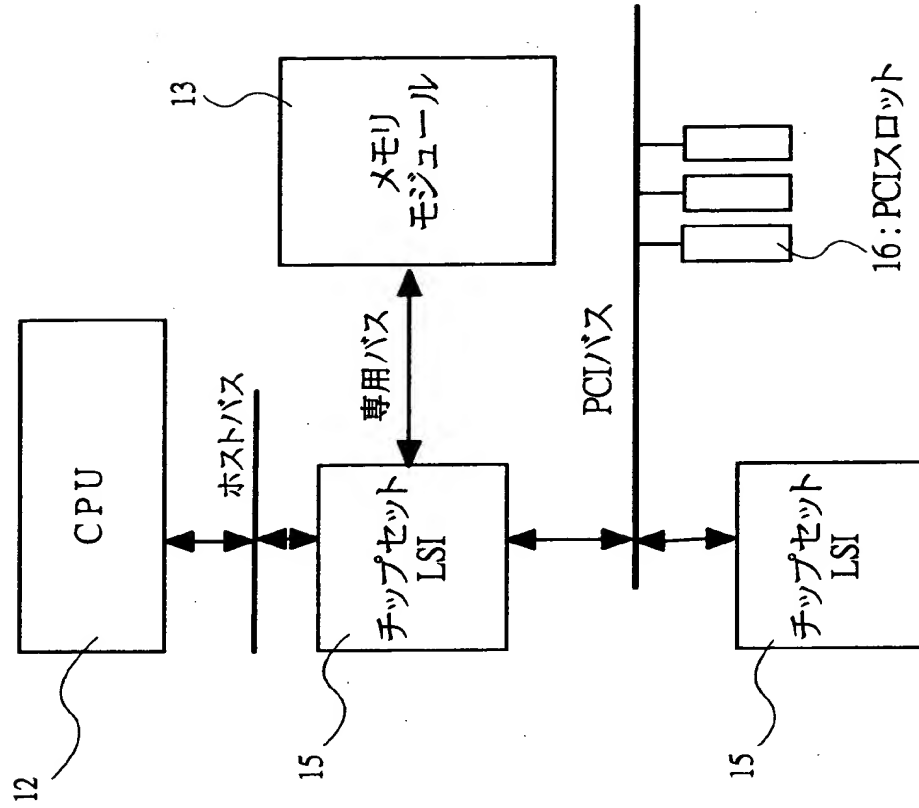 12
CPU
ホストバス
13
メモリ
モジュール
専用バス
15
チップセット
LSI
PCIバス
16：PCIスロット
15
チップセット
LSI